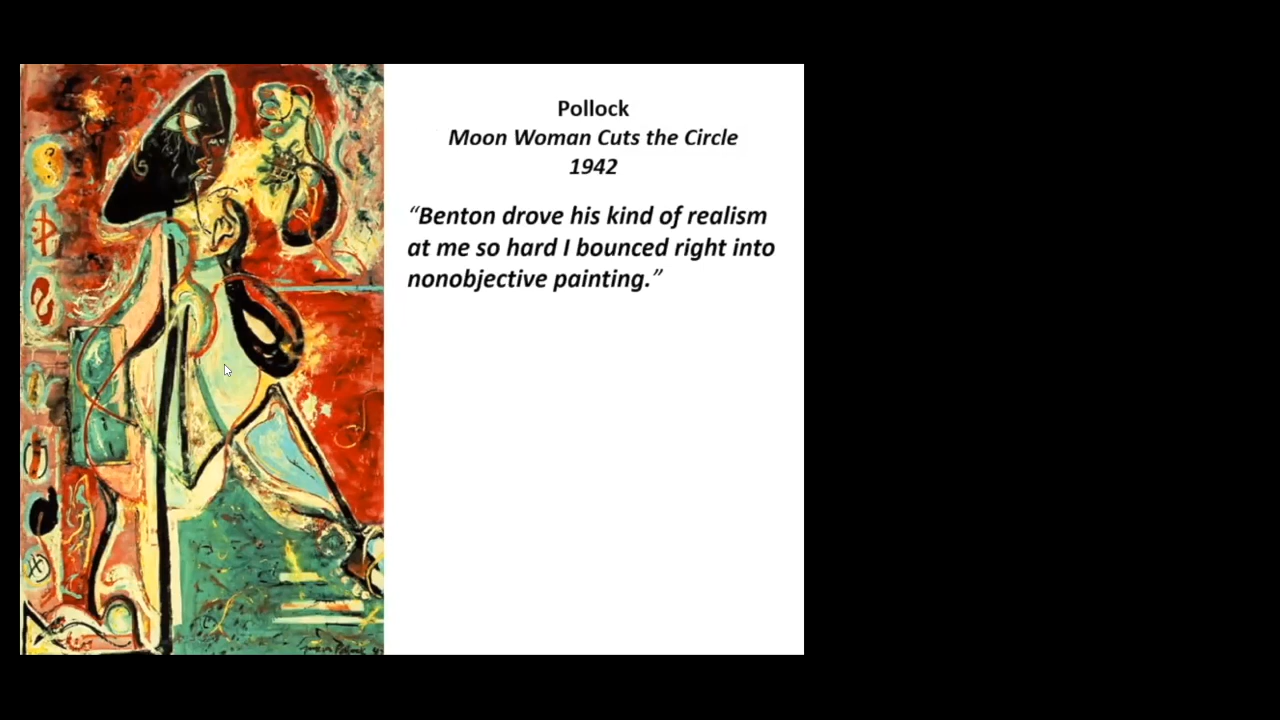 Pollock
Moon Woman Cuts the Circle
1942
“Benton drove his kind of realism
at me so hard I bounced right into
nonobjective painting.”